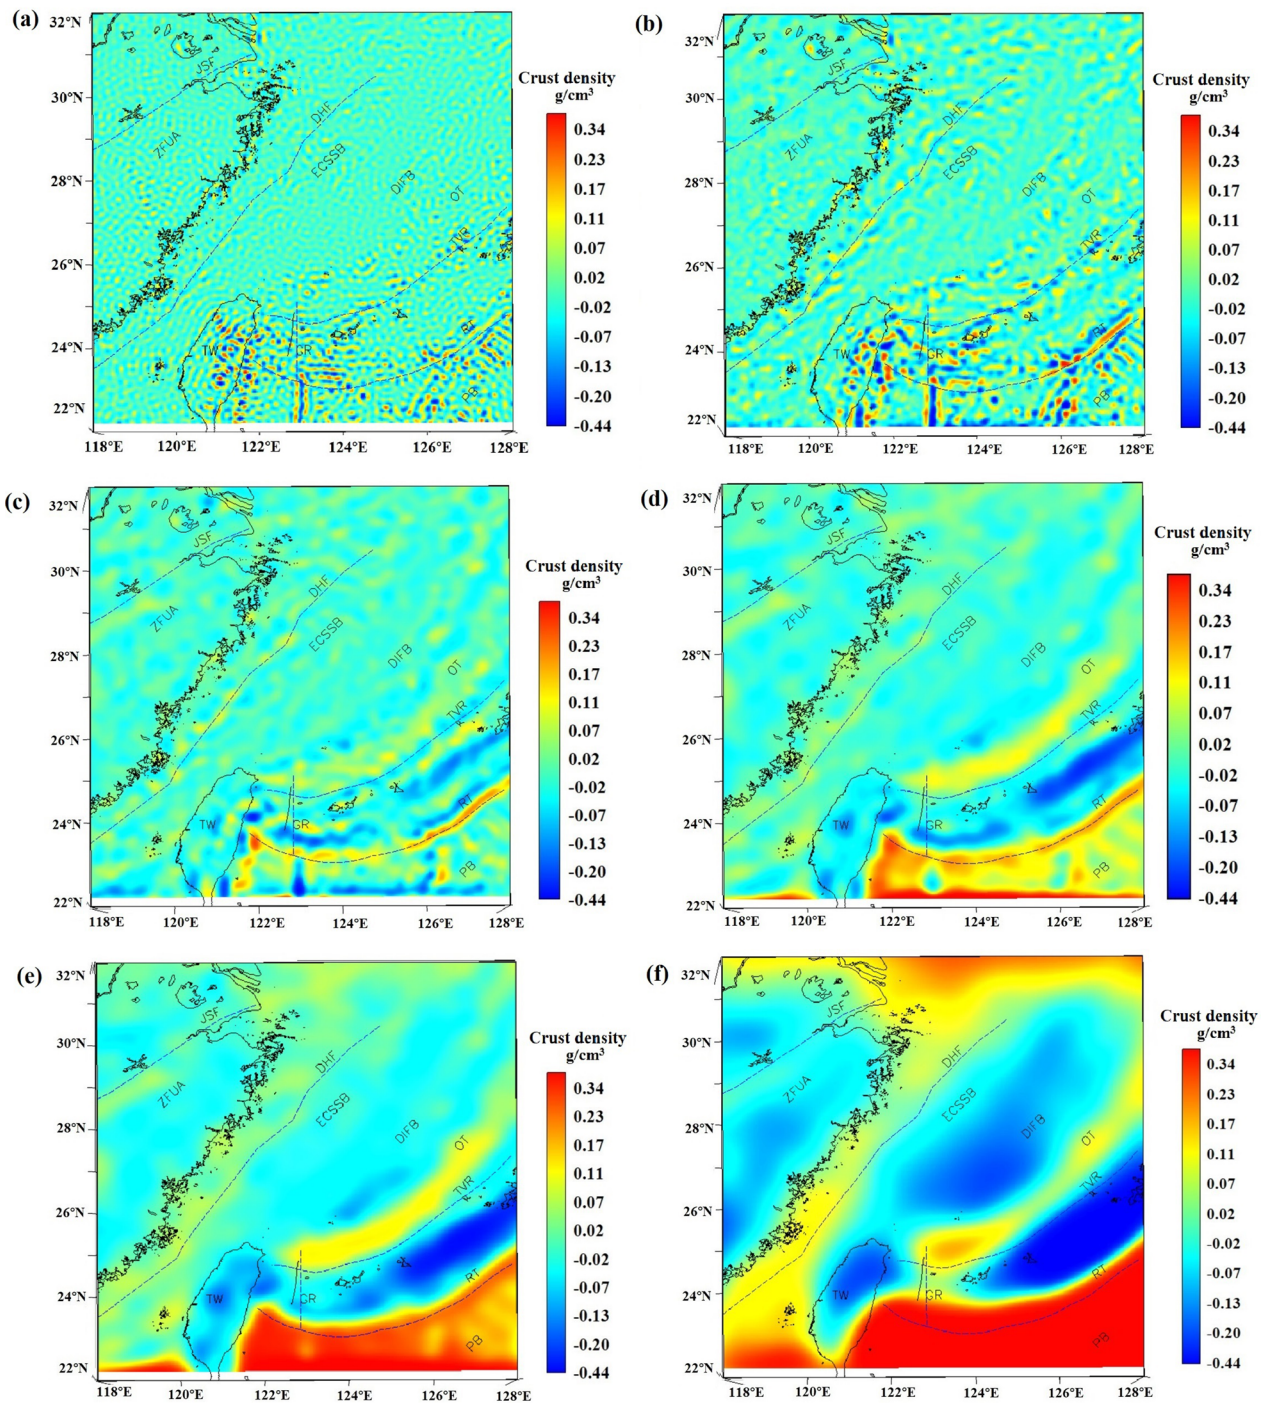 (a)
32°N
30°N
28°N
26°N
24°N
22°N
118°E 120°E 122°E 124°E 126°E 128°E
JSF
ZFUA
DHF
ECSSB
DIFB
OT
TVR
TW
GR
RT
PB
Crust density
g/cm³
0.34
0.23
0.17
0.11
0.07
0.02
-0.02
-0.07
-0.13
-0.20
-0.44
(b)
32°N
30°N
28°N
26°N
24°N
22°N
118°E 120°E 122°E 124°E 126°E 128°E
JSF
ZFUA
DHF
ECSSB
DIFB
OT
TVR
TW
GR
RT
PB
Crust density
g/cm³
0.34
0.23
0.17
0.11
0.07
0.02
-0.02
-0.07
-0.13
-0.20
-0.44
(c)
32°N
30°N
28°N
26°N
24°N
22°N
118°E 120°E 122°E 124°E 126°E 128°E
JSF
ZFUA
DHF
ECSSB
DIFB
OT
TVR
TW
GR
RT
PB
Crust density
g/cm³
0.34
0.23
0.17
0.11
0.07
0.02
-0.02
-0.07
-0.13
-0.20
-0.44
(d)
32°N
30°N
28°N
26°N
24°N
22°N
118°E 120°E 122°E 124°E 126°E 128°E
JSF
ZFUA
DHF
ECSSB
DIFB
OT
TVR
TW
GR
RT
PB
Crust density
g/cm³
0.34
0.23
0.17
0.11
0.07
0.02
-0.02
-0.07
-0.13
-0.20
-0.44
(e)
32°N
30°N
28°N
26°N
24°N
22°N
118°E 120°E 122°E 124°E 126°E 128°E
JSF
ZFUA
DHF
ECSSB
DIFB
OT
TVR
TW
GR
RT
PB
Crust density
g/cm³
0.34
0.23
0.17
0.11
0.07
0.02
-0.02
-0.07
-0.13
-0.20
-0.44
(f)
32°N
30°N
28°N
26°N
24°N
22°N
118°E 120°E 122°E 124°E 126°E 128°E
JSF
ZFUA
DHF
ECSSB
DIFB
OT
TVR
TW
GR
RT
PB
Crust density
g/cm³
0.34
0.23
0.17
0.11
0.07
0.02
-0.02
-0.07
-0.13
-0.20
-0.44